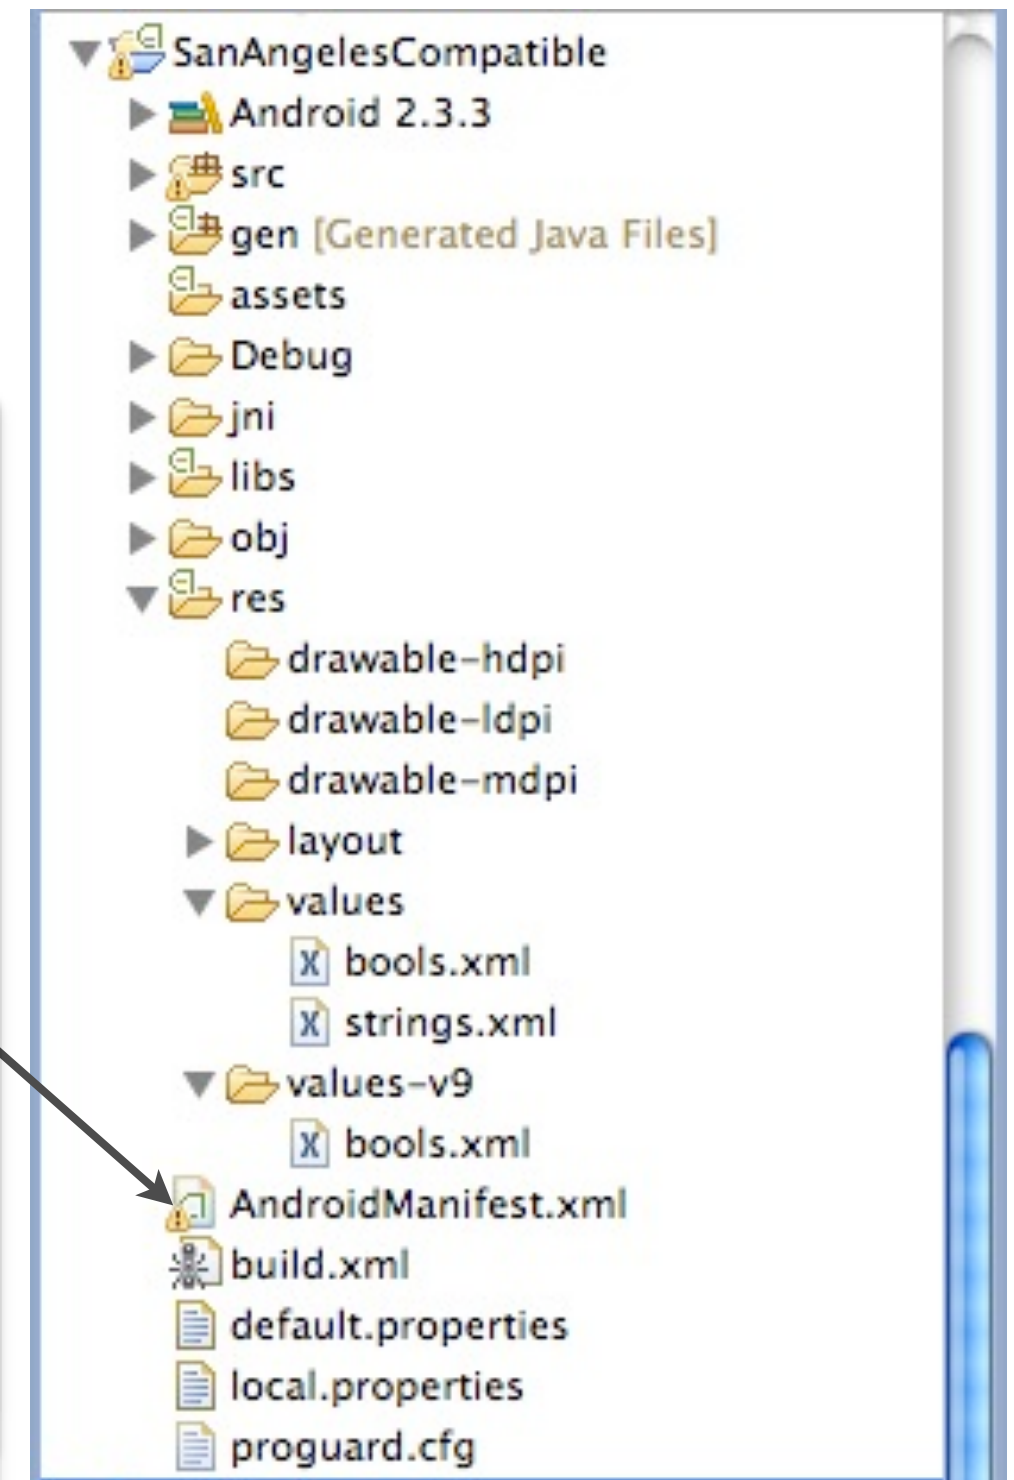 SanAngelesCompatible
Android 2.3.3
src
gen [Generated Java Files]
assets
Debug
jni
libs
obj
res
drawable-hdpi
drawable-ldpi
drawable-mdpi
layout
values
bools.xml
strings.xml
values-v9
bools.xml
AndroidManifest.xml
build.xml
default.properties
local.properties
proguard.cfg